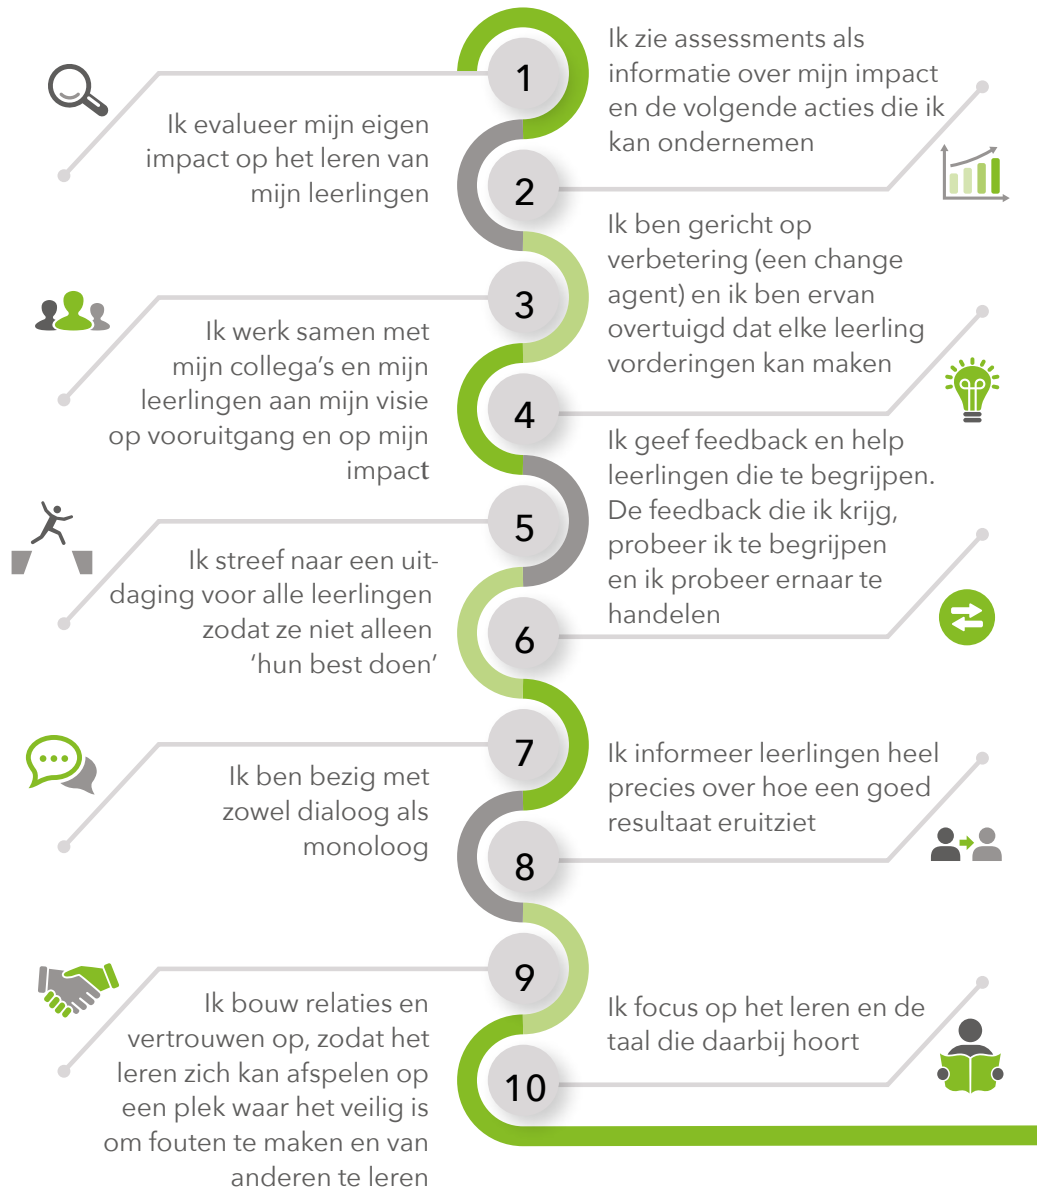 1
Ik evalueer mijn eigen
impact op het leren van
mijn leerlingen
2
Ik zie assessments als
informatie over mijn impact
en de volgende acties die ik
kan ondernemen
3
Ik werk samen met
mijn collega’s en mijn
leerlingen aan mijn visie
op vooruitgang en op mijn
impact
4
Ik ben gericht op
verbetering (een change
agent) en ik ben ervan
overtuigd dat elke leerling
vorderingen kan maken
5
Ik streef naar een uit-
daging voor alle leerlingen
zodat ze niet alleen
‘hun best doen’
6
Ik geef feedback en help
leerlingen die te begrijpen.
De feedback die ik krijg,
probeer ik te begrijpen
en ik probeer ernaar te
handelen
7
Ik ben bezig met
zowel dialoog als
monoloog
8
Ik informeer leerlingen heel
precies over hoe een goed
resultaat eruitziet
9
Ik bouw relaties en
vertrouwen op, zodat het
leren zich kan afspelen op
een plek waar het veilig is
om fouten te maken en van
anderen te leren
10
Ik focus op het leren en de
taal die daarbij hoort